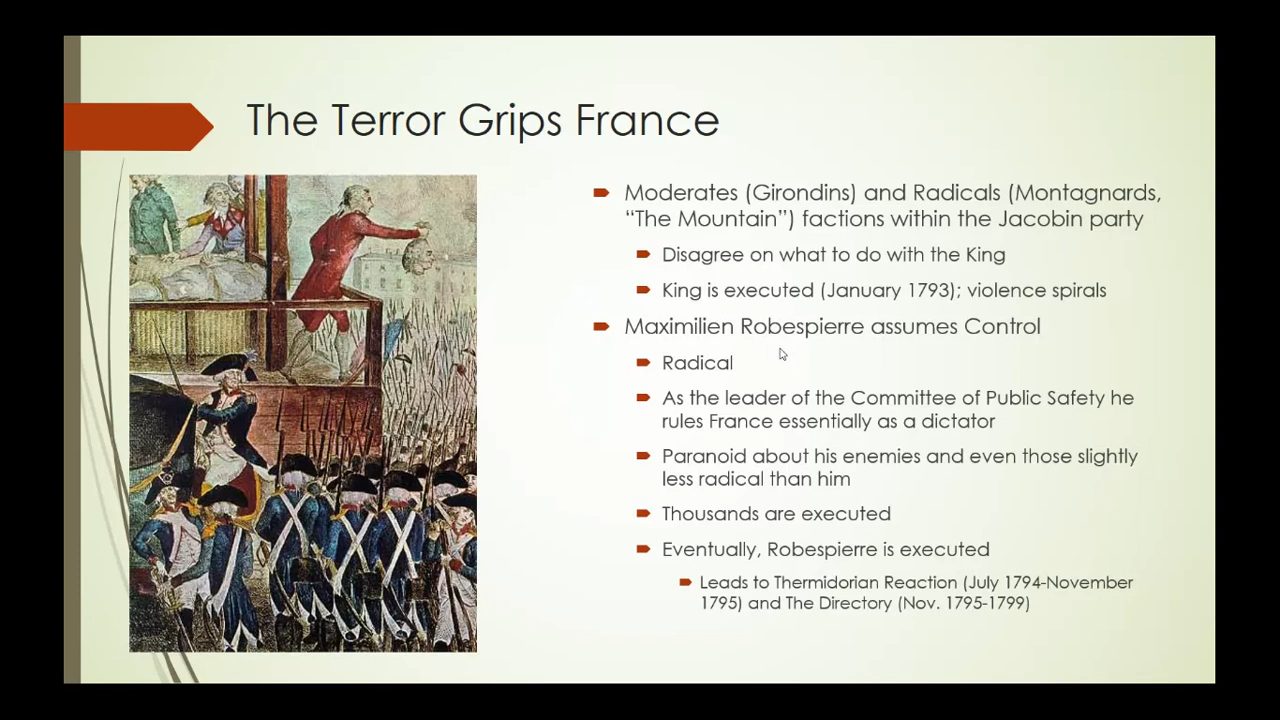 The Terror Grips France
Moderates (Girondins) and Radicals (Montagnards,
“The Mountain”) factions within the Jacobin party
Disagree on what to do with the King
King is executed (January 1793); violence spirals
Maximilien Robespierre assumes Control
Radical
As the leader of the Committee of Public Safety he
rules France essentially as a dictator
Paranoid about his enemies and even those slightly
less radical than him
Thousands are executed
Eventually, Robespierre is executed
Leads to Thermidorian Reaction (July 1794-November
1795) and The Directory (Nov. 1795-1799)